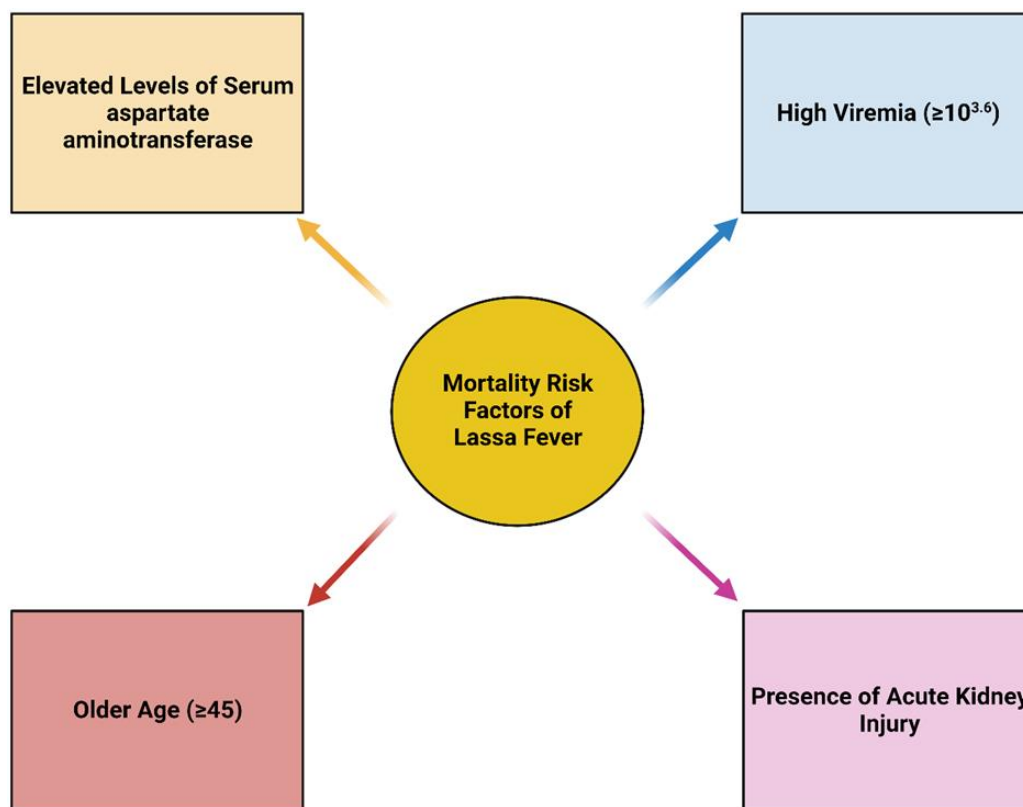 Elevated Levels of Serum
aspartate
aminotransferase
High Viremia (≥10³·⁶)
Mortality Risk
Factors of
Lassa Fever
Older Age (≥45)
Presence of Acute Kidney
Injury